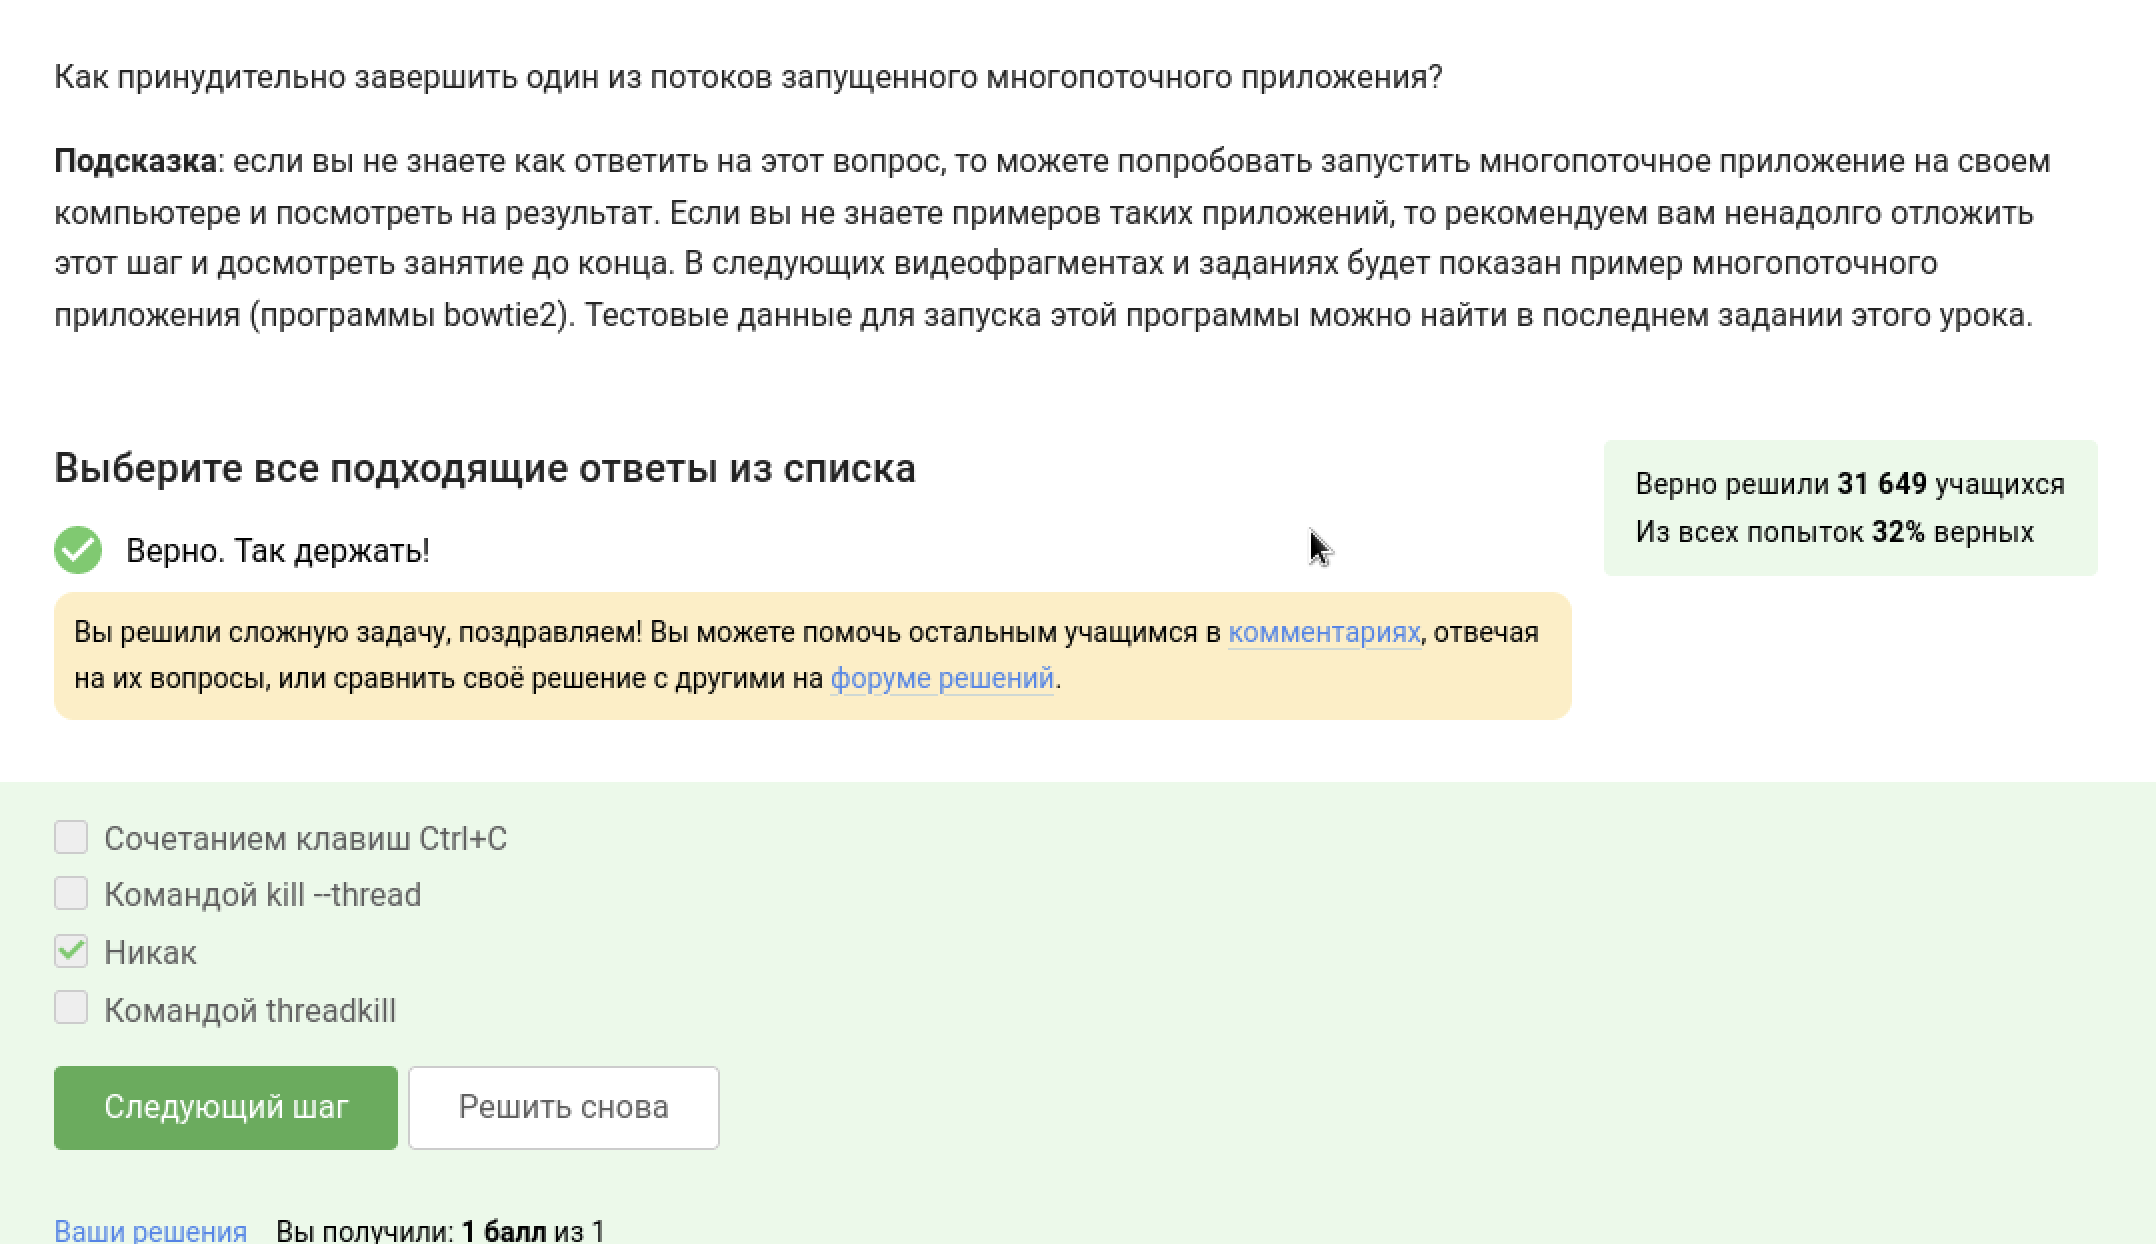 Как принудительно завершить один из потоков запущенного многопоточного приложения?
Подсказка: если вы не знаете как ответить на этот вопрос, то можете попробовать запустить многопоточное приложение на своем
компьютере и посмотреть на результат. Если вы не знаете примеров таких приложений, то рекомендуем вам ненадолго отложить
этот шаг и досмотреть занятие до конца. В следующих видеофрагментах и заданиях будет показан пример многопоточного
приложения (программы bowtie2). Тестовые данные для запуска этой программы можно найти в последнем задании этого урока.
Выберите все подходящие ответы из списка
Верно решили 31 649 учащихся
Из всех попыток 32% верных
Верно. Так держать!
Вы решили сложную задачу, поздравляем! Вы можете помочь остальным учащимся в комментариях, отвечая
на их вопросы, или сравнить своё решение с другими на форуме решений.
Сочетанием клавиш Ctrl+C
Командой kill --thread
Никак
Командой threadkill
Следующий шаг
Решить снова
Ваши решения Вы получили: 1 балл из 1